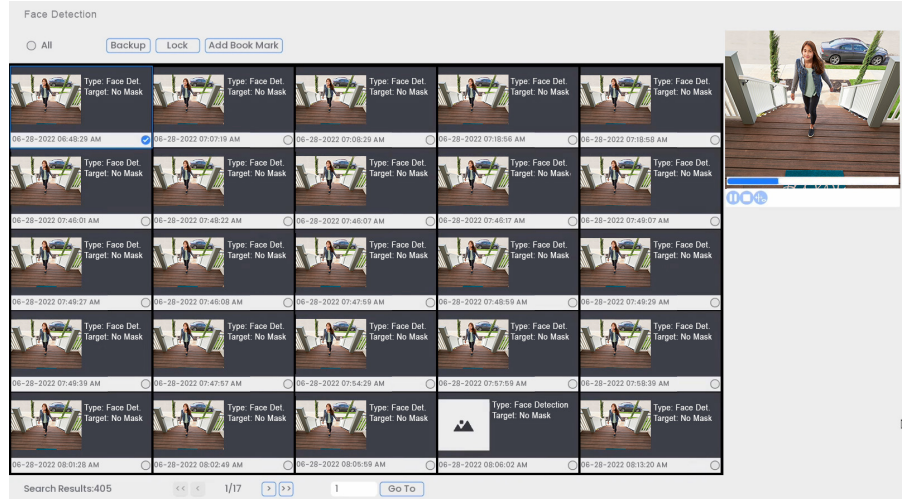 Face Detection
All Backup Lock Add Book Mark
Type: Face Det. Type: Face Det. Type: Face Det. Type: Face Det. Type: Face Det.
Target: No Mask Target: No Mask Target: No Mask Target: No Mask Target: No Mask
06-28-2022 06:48:29 AM 06-28-2022 07:07:19 AM 06-28-2022 07:08:29 AM 06-28-2022 07:18:56 AM 06-28-2022 07:18:58 AM
Type: Face Det. Type: Face Det. Type: Face Det. Type: Face Det. Type: Face Det.
Target: No Mask Target: No Mask Target: No Mask Target: No Mask Target: No Mask
06-28-2022 07:46:01 AM 06-28-2022 07:48:22 AM 06-28-2022 07:46:07 AM 06-28-2022 07:46:17 AM 06-28-2022 07:49:07 AM
Type: Face Det. Type: Face Det. Type: Face Det. Type: Face Det. Type: Face Det.
Target: No Mask Target: No Mask Target: No Mask Target: No Mask Target: No Mask
06-28-2022 07:49:27 AM 06-28-2022 07:46:08 AM 06-28-2022 07:47:59 AM 06-28-2022 07:48:59 AM 06-28-2022 07:49:29 AM
Type: Face Det. Type: Face Det. Type: Face Det. Type: Face Det. Type: Face Det.
Target: No Mask Target: No Mask Target: No Mask Target: No Mask Target: No Mask
06-28-2022 07:49:39 AM 06-28-2022 07:47:57 AM 06-28-2022 07:54:29 AM 06-28-2022 07:57:59 AM 06-28-2022 07:58:39 AM
Type: Face Det. Type: Face Det. Type: Face Det. Type: Face Detection Type: Face Det.
Target: No Mask Target: No Mask Target: No Mask Target: No Mask Target: No Mask
06-28-2022 08:01:28 AM 06-28-2022 08:02:49 AM 06-28-2022 08:05:59 AM 06-28-2022 08:06:02 AM 06-28-2022 08:13:20 AM
Search Results:405 << < 1/17 > >> 1 Go To